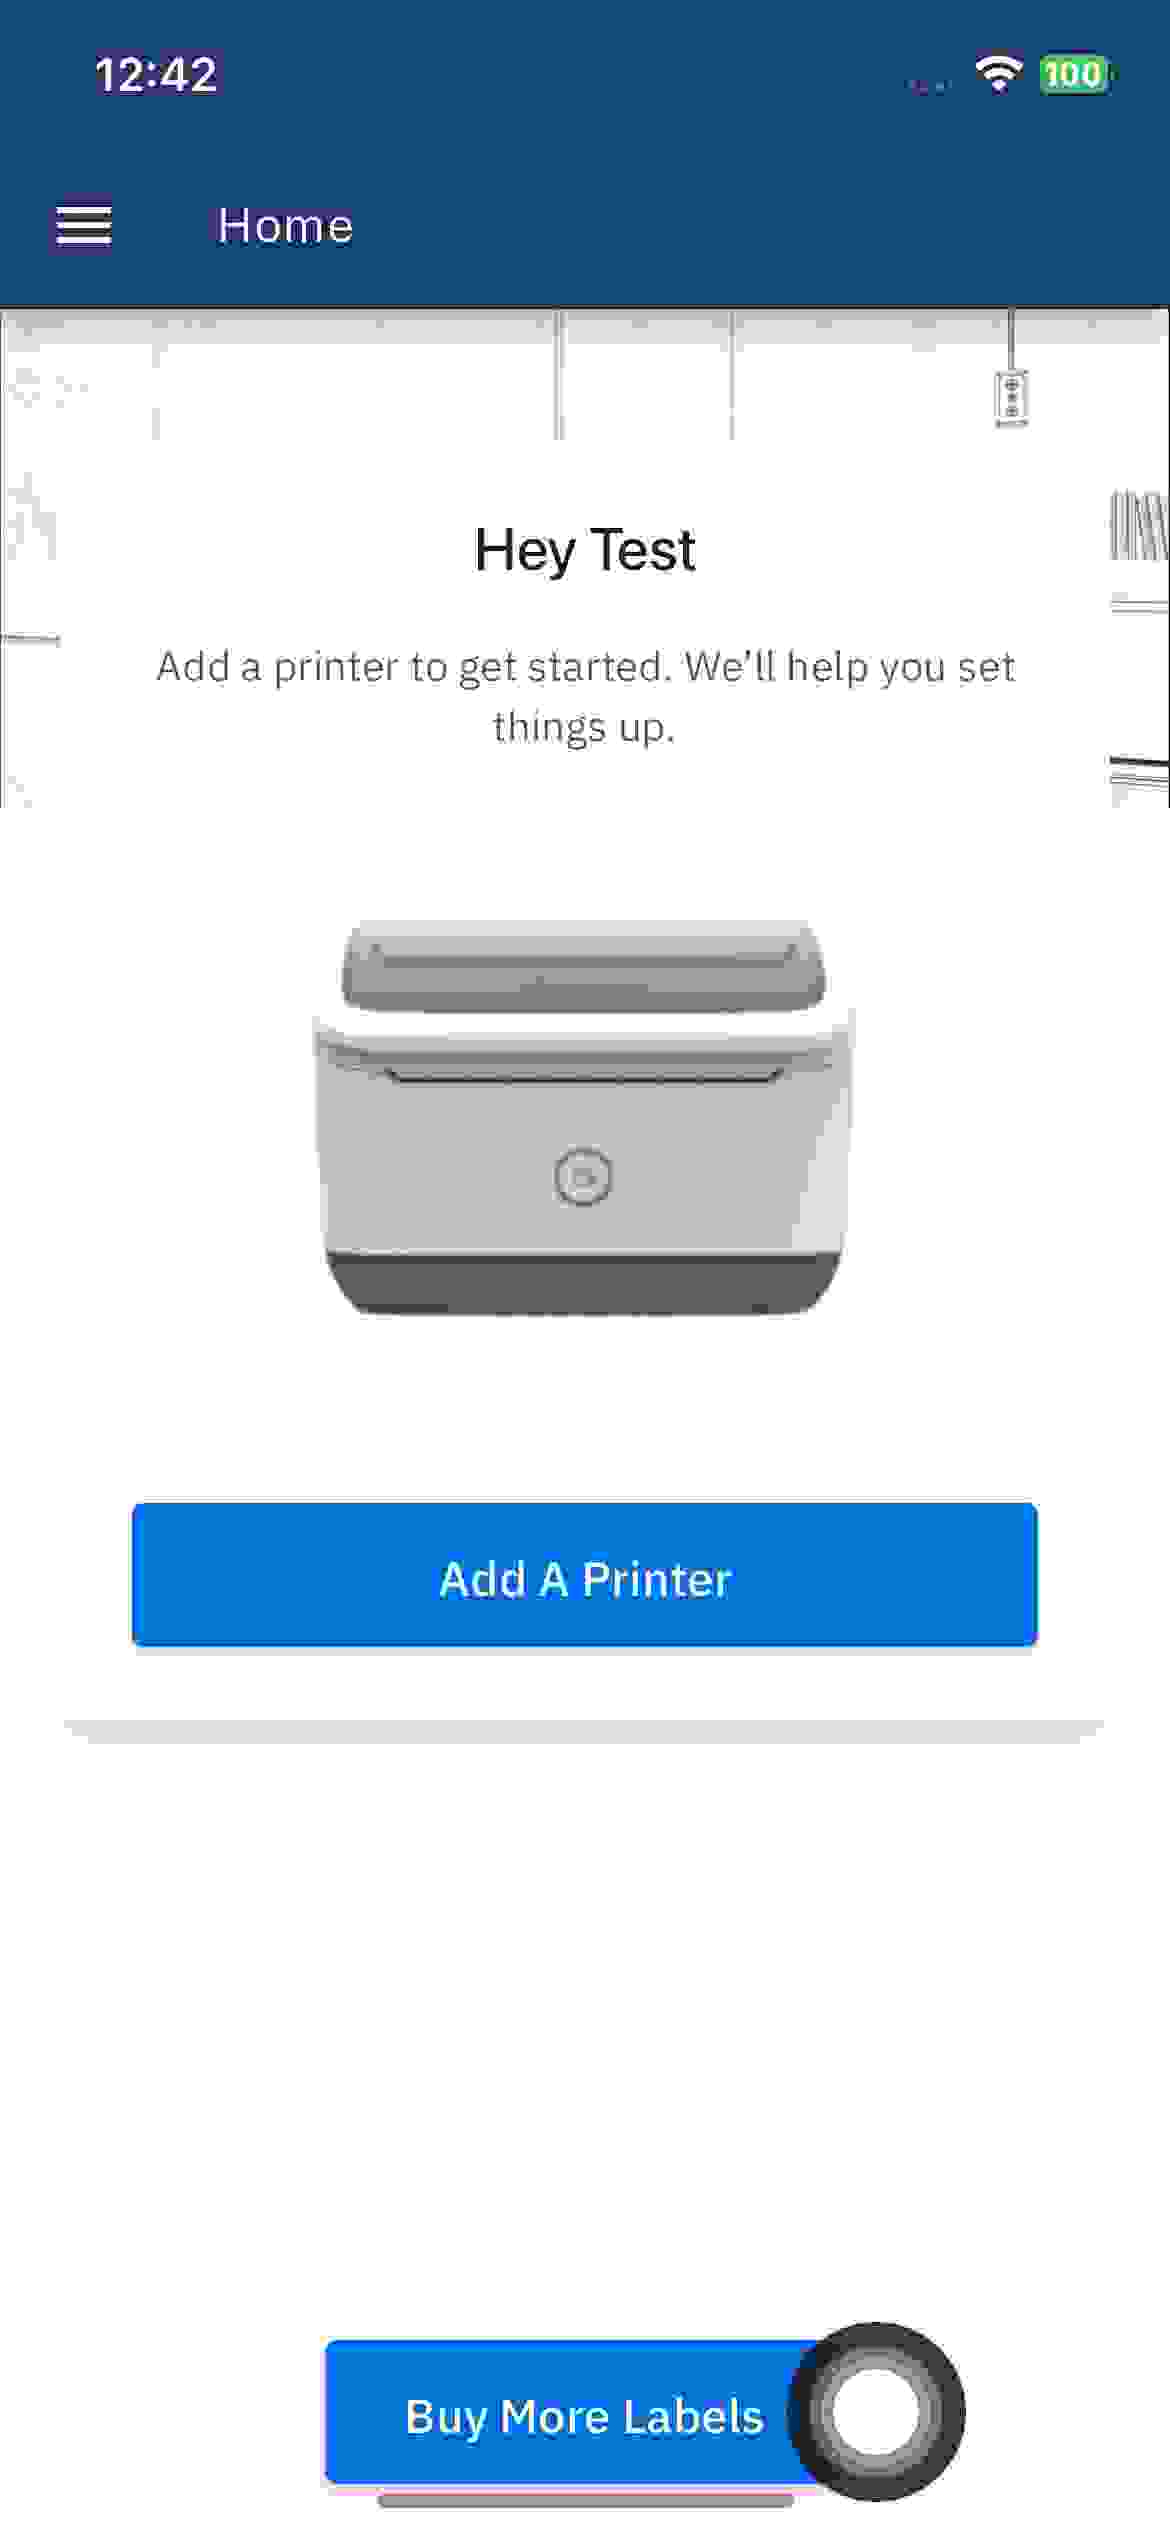 12:42
100
Home
Hey Test
Add a printer to get started. We'll help you set
things up.
Add A Printer
Buy More Labels